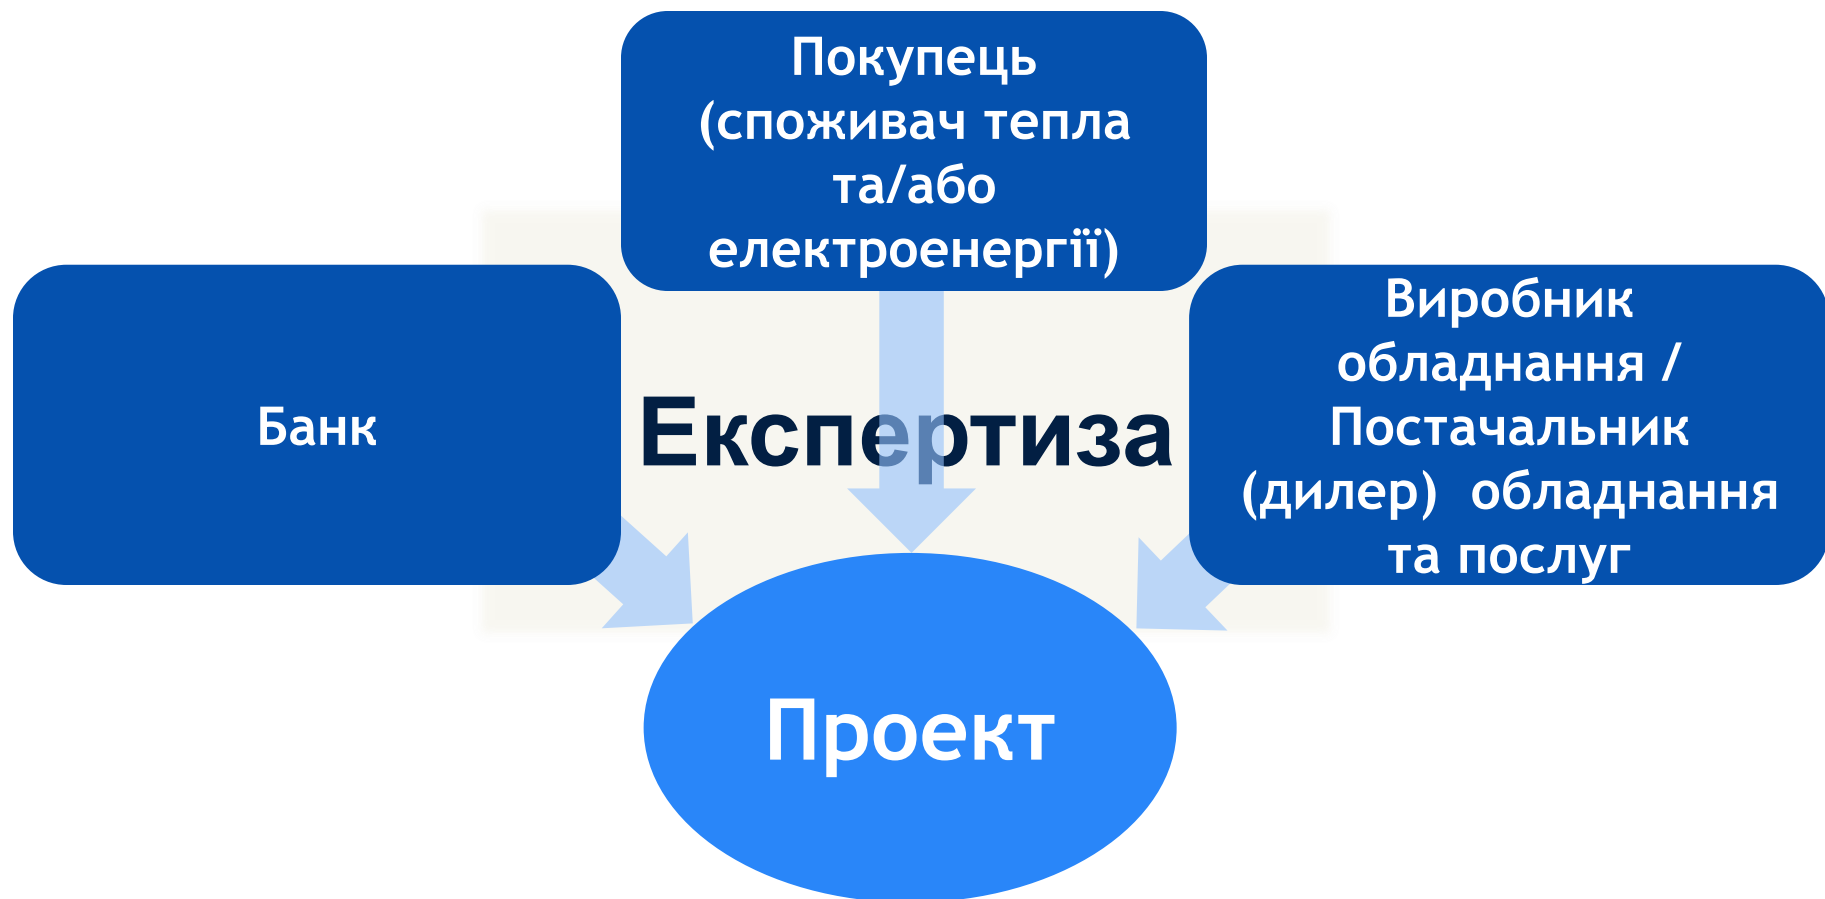 Покупець
(споживач тепла
та/або
електроенергії)
Банк
Експертиза
Виробник
обладнання /
Постачальник
(дилер) обладнання
та послуг
Проект